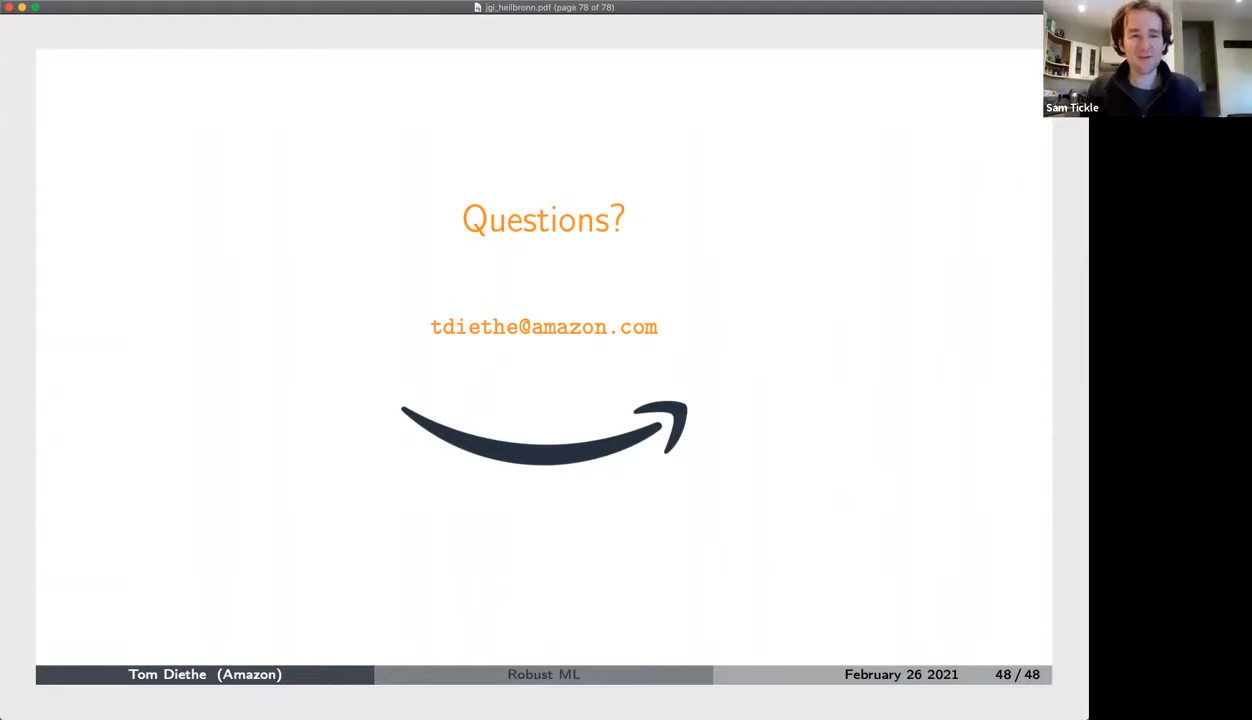 jgi_heilbronn.pdf (page 78 of 78)
Sam Tickle
Questions?
tdiethe@amazon.com
Tom Diethe (Amazon)
Robust ML
February 26 2021
48 / 48